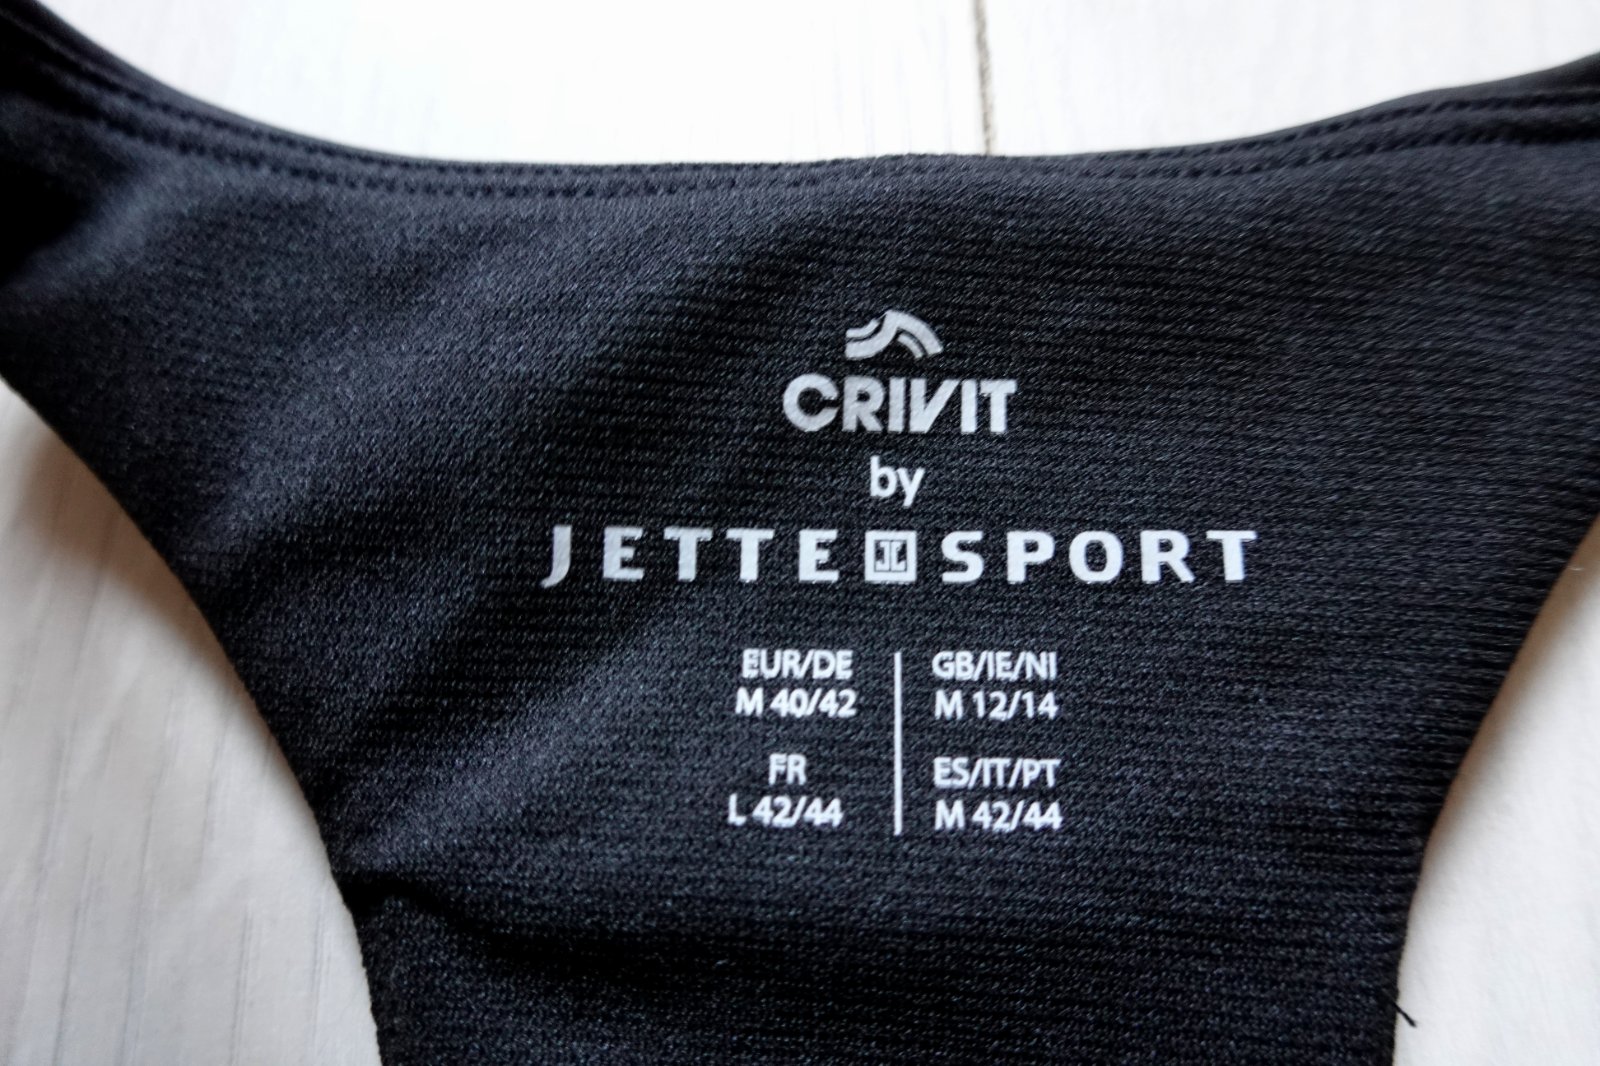 CRIVIT
by
JETTE JL SPORT
EUR/DE
M 40/42
GB/IE/NI
M 12/14
FR
L 42/44
ES/IT/PT
M 42/44